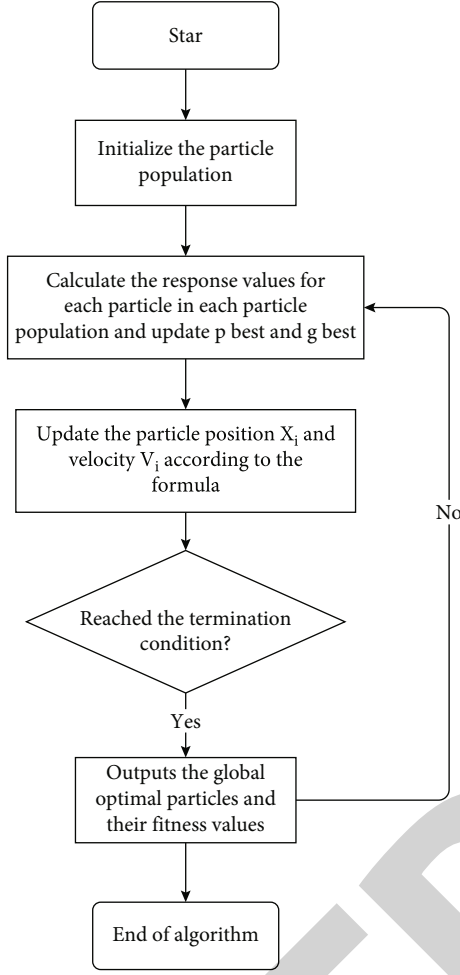 Star
Initialize the particle
population
Calculate the response values for
each particle in each particle
population and update p best and g best
Update the particle position Xi and
velocity Vi according to the
formula
No
Reached the termination
condition?
Yes
Outputs the global
optimal particles and
their fitness values
End of algorithm